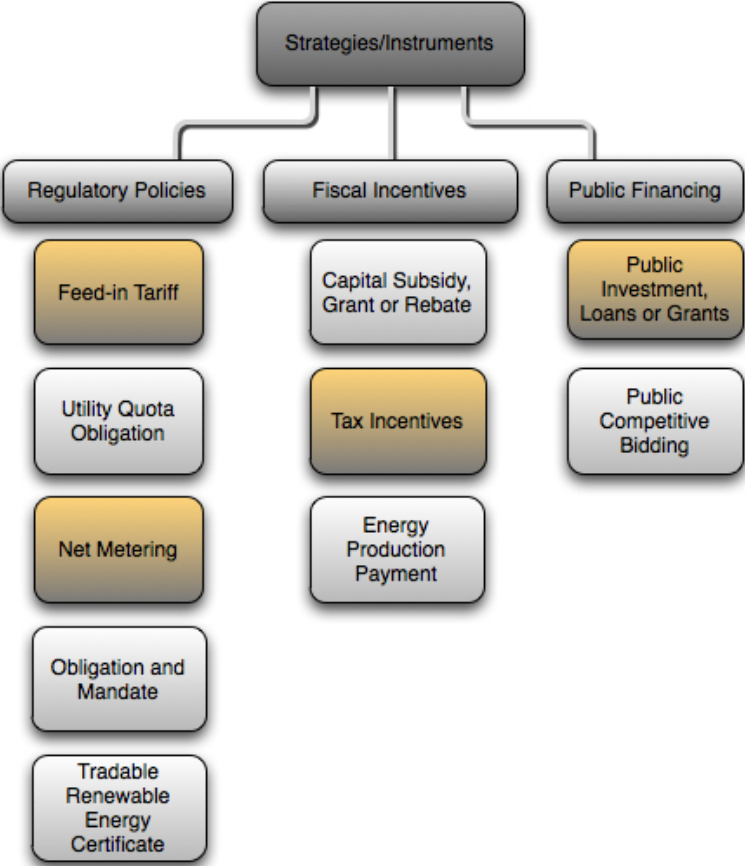 Strategies/Instruments
Regulatory Policies
Fiscal Incentives
Public Financing
Feed-in Tariff
Utility Quota
Obligation
Net Metering
Obligation and
Mandate
Tradable
Renewable
Energy
Certificate
Capital Subsidy,
Grant or Rebate
Tax Incentives
Energy
Production
Payment
Public
Investment,
Loans or Grants
Public
Competitive
Bidding